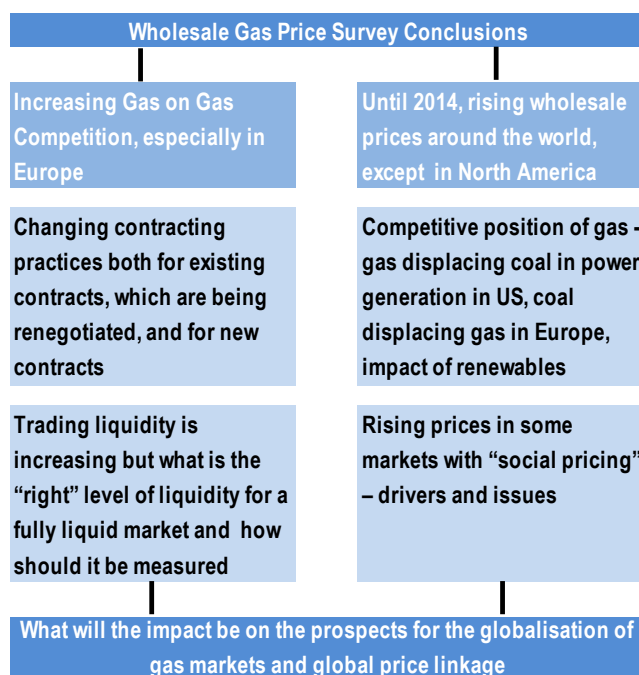 Wholesale Gas Price Survey Conclusions
Increasing Gas on Gas
Competition, especially in
Europe
Until 2014, rising wholesale
prices around the world,
except in North America
Changing contracting
practices both for existing
contracts, which are being
renegotiated, and for new
contracts
Competitive position of gas -
gas displacing coal in power
generation in US, coal
displacing gas in Europe,
impact of renewables
Trading liquidity is
increasing but what is the
“right” level of liquidity for a
fully liquid market and how
should it be measured
Rising prices in some
markets with “social pricing”
– drivers and issues
What will the impact be on the prospects for the globalisation of
gas markets and global price linkage